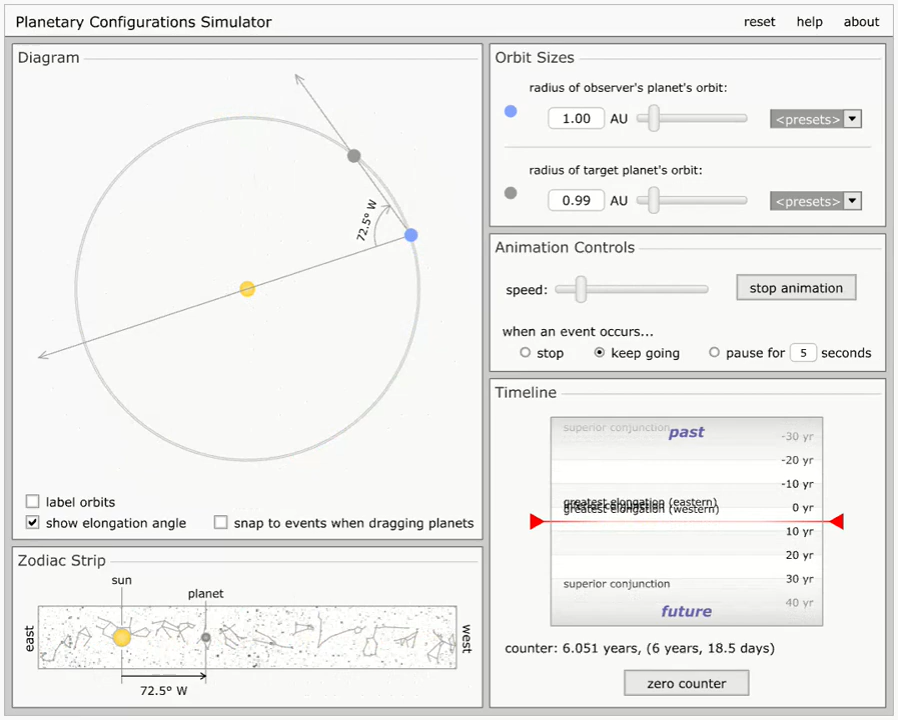 Planetary Configurations Simulator
reset help about
Diagram
72.5° W
label orbits
show elongation angle
snap to events when dragging planets
Zodiac Strip
sun
planet
east
west
72.5° W
Orbit Sizes
radius of observer's planet's orbit:
1.00 AU <presets>
radius of target planet's orbit:
0.99 AU <presets>
Animation Controls
speed: stop animation
when an event occurs...
stop keep going pause for 5 seconds
Timeline
superior conjunction
past
-30 yr
-20 yr
-10 yr
greatest elongation (eastern)
0 yr
greatest elongation (western)
10 yr
20 yr
superior conjunction
30 yr
40 yr
future
counter: 6.051 years, (6 years, 18.5 days)
zero counter